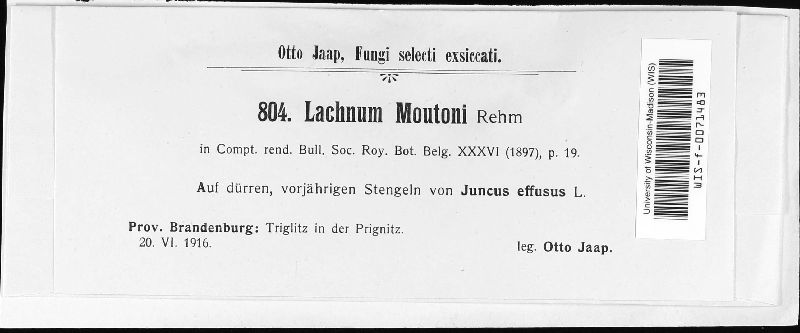 Otto Jaap, Fungi selecti exsiccati.
804. Lachnum Moutoni Rehm
in Compt. rend. Bull. Soc. Roy. Bot. Belg. XXXVI (1897), p. 19.
Auf dürren, vorjährigen Stengeln von Juncus effusus L.
Prov. Brandenburg: Triglitz in der Prignitz.
20. VI. 1916.
leg. Otto Jaap.
University of Wisconsin-Madison (WIS)
WIS-f-0021496